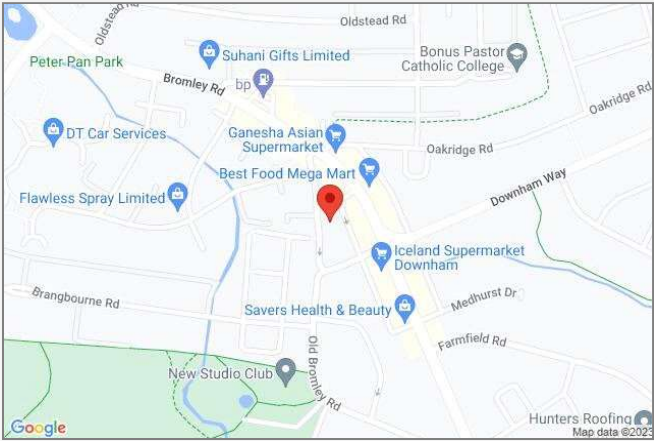 Oldstead Rd
Oldstead Rd
Suhani Gifts Limited
Bonus Pastor
Catholic College
Peter Pan Park
Bromley Rd
bp
Oakridge Rd
DT Car Services
Ganesha Asian
Supermarket
Oakridge Rd
Best Food Mega Mart
Downham Way
Flawless Spray Limited
Iceland Supermarket
Downham
Brangbourne Rd
Savers Health & Beauty
Medhurst Dr
Farmfield Rd
Old Bromley Rd
New Studio Club
Hunters Roofing
Google
Map data ©2023